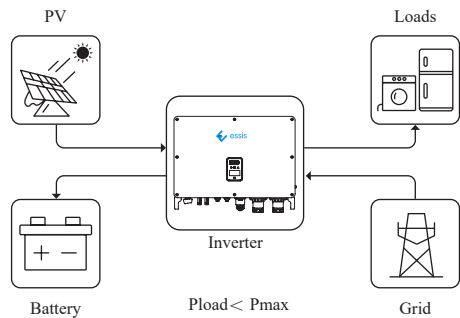 PV
Loads
essis
Inverter
Battery
Pload< Pmax
Grid